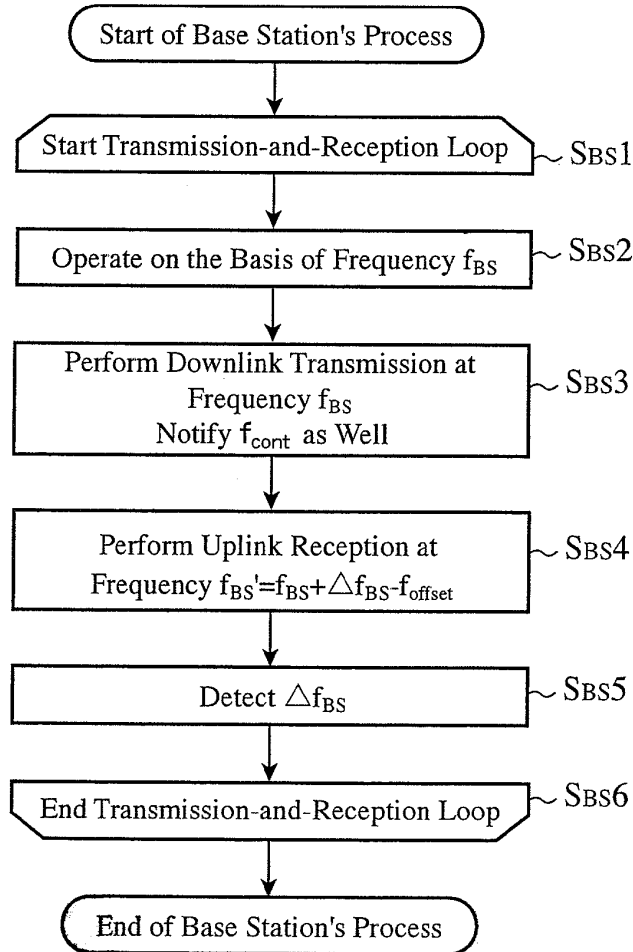 Start of Base Station's Process
Start Transmission-and-Reception Loop
SBS1
Operate on the Basis of Frequency fBS
SBS2
Perform Downlink Transmission at
Frequency fBS
Notify fcont as Well
SBS3
Perform Uplink Reception at
Frequency fBS'=fBS+△fBS-foffset
SBS4
Detect △fBS
SBS5
End Transmission-and-Reception Loop
SBS6
End of Base Station's Process